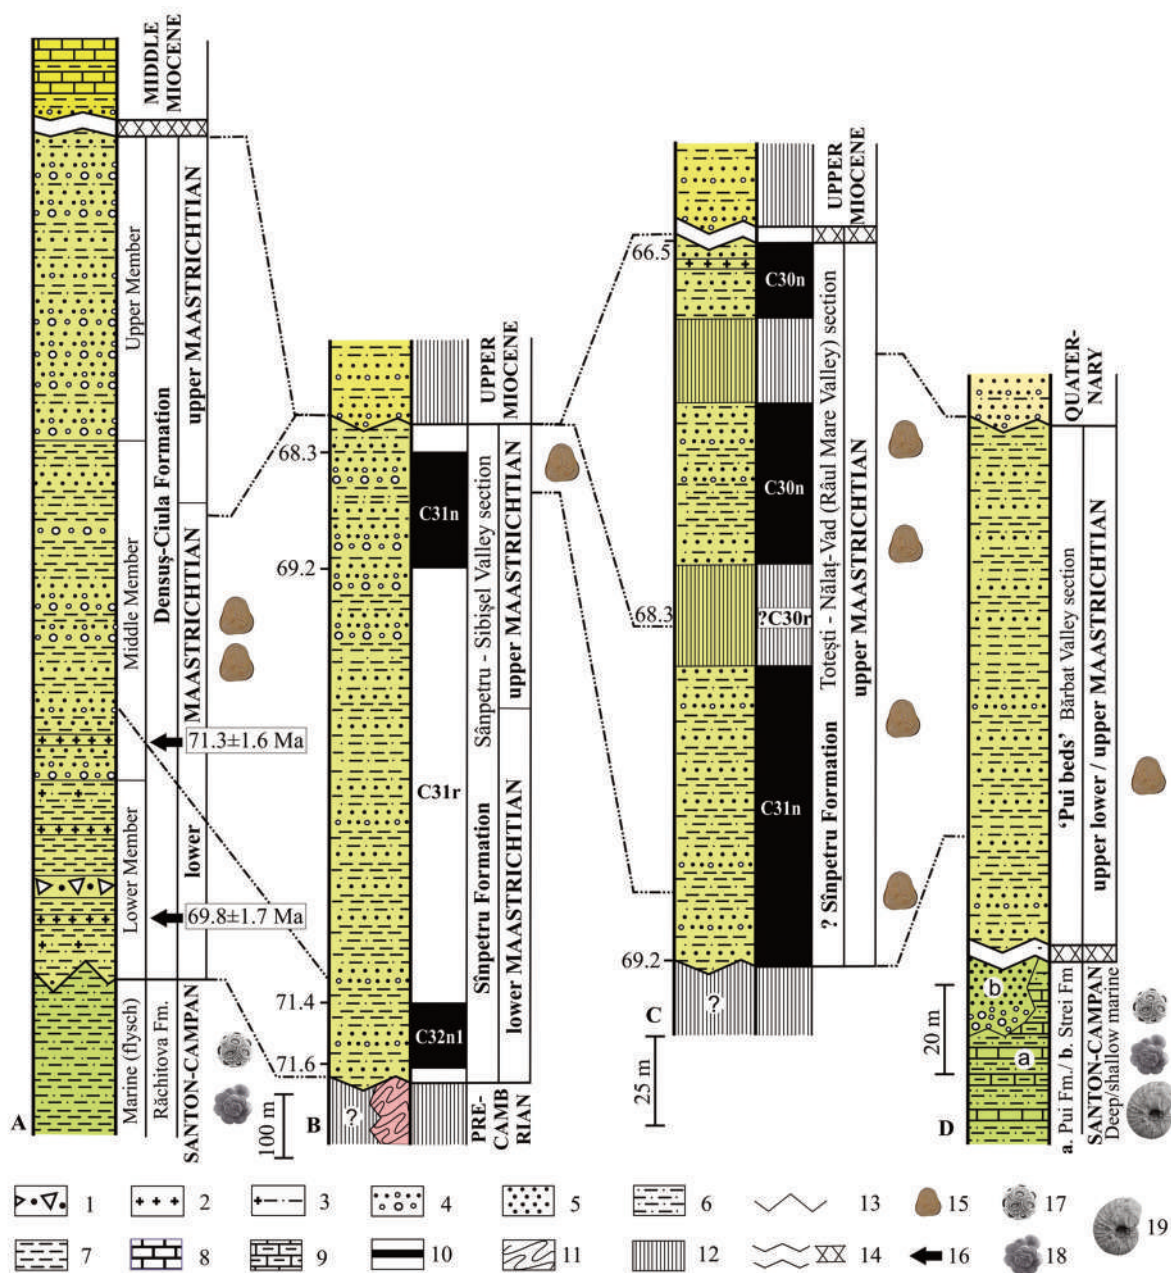 MIDDLE
MIOCENE
Upper Member
Middle Member
Lower Member
Densuș-Ciula Formation
upper MAASTRICHTIAN
lower MAASTRICHTIAN
71.3±1.6 Ma
69.8±1.7 Ma
Marine (flysch)
Răchitova Fm.
SANTON-CAMPAN
A
100 m
68.3
69.2
71.4
71.6
C31n
C31r
C32n1
?
UPPER
MIOCENE
Sânpetru - Sibișel Valley section
Sînpetru Formation
upper MAASTRICHTIAN
lower MAASTRICHTIAN
PRE-
CAMB
RIAN
B
66.5
68.3
69.2
C30n
C30n
?C30r
C31n
?
UPPER
MIOCENE
Totești - Nălaț-Vad (Râul Mare Valley) section
? Sînpetru Formation
upper MAASTRICHTIAN
C
25 m
20 m
QUATER-
NARY
'Pui beds' Bărbat Valley section
upper lower / upper MAASTRICHTIAN
b
a
a. Pui Fm./ b. Strei Fm
SANTON-CAMPAN
Deep/shallow marine
D
1 2 3 4 5 6 13 15 17
7 8 9 10 11 12 14 16 18 19